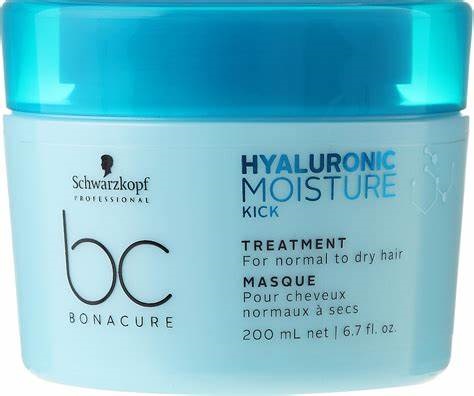 Schwarzkopf
PROFESSIONAL
bc
BONACURE
HYALURONIC
MOISTURE
KICK
TREATMENT
For normal to dry hair
MASQUE
Pour cheveux
normaux à secs
200 mL net | 6.7 fl. oz.